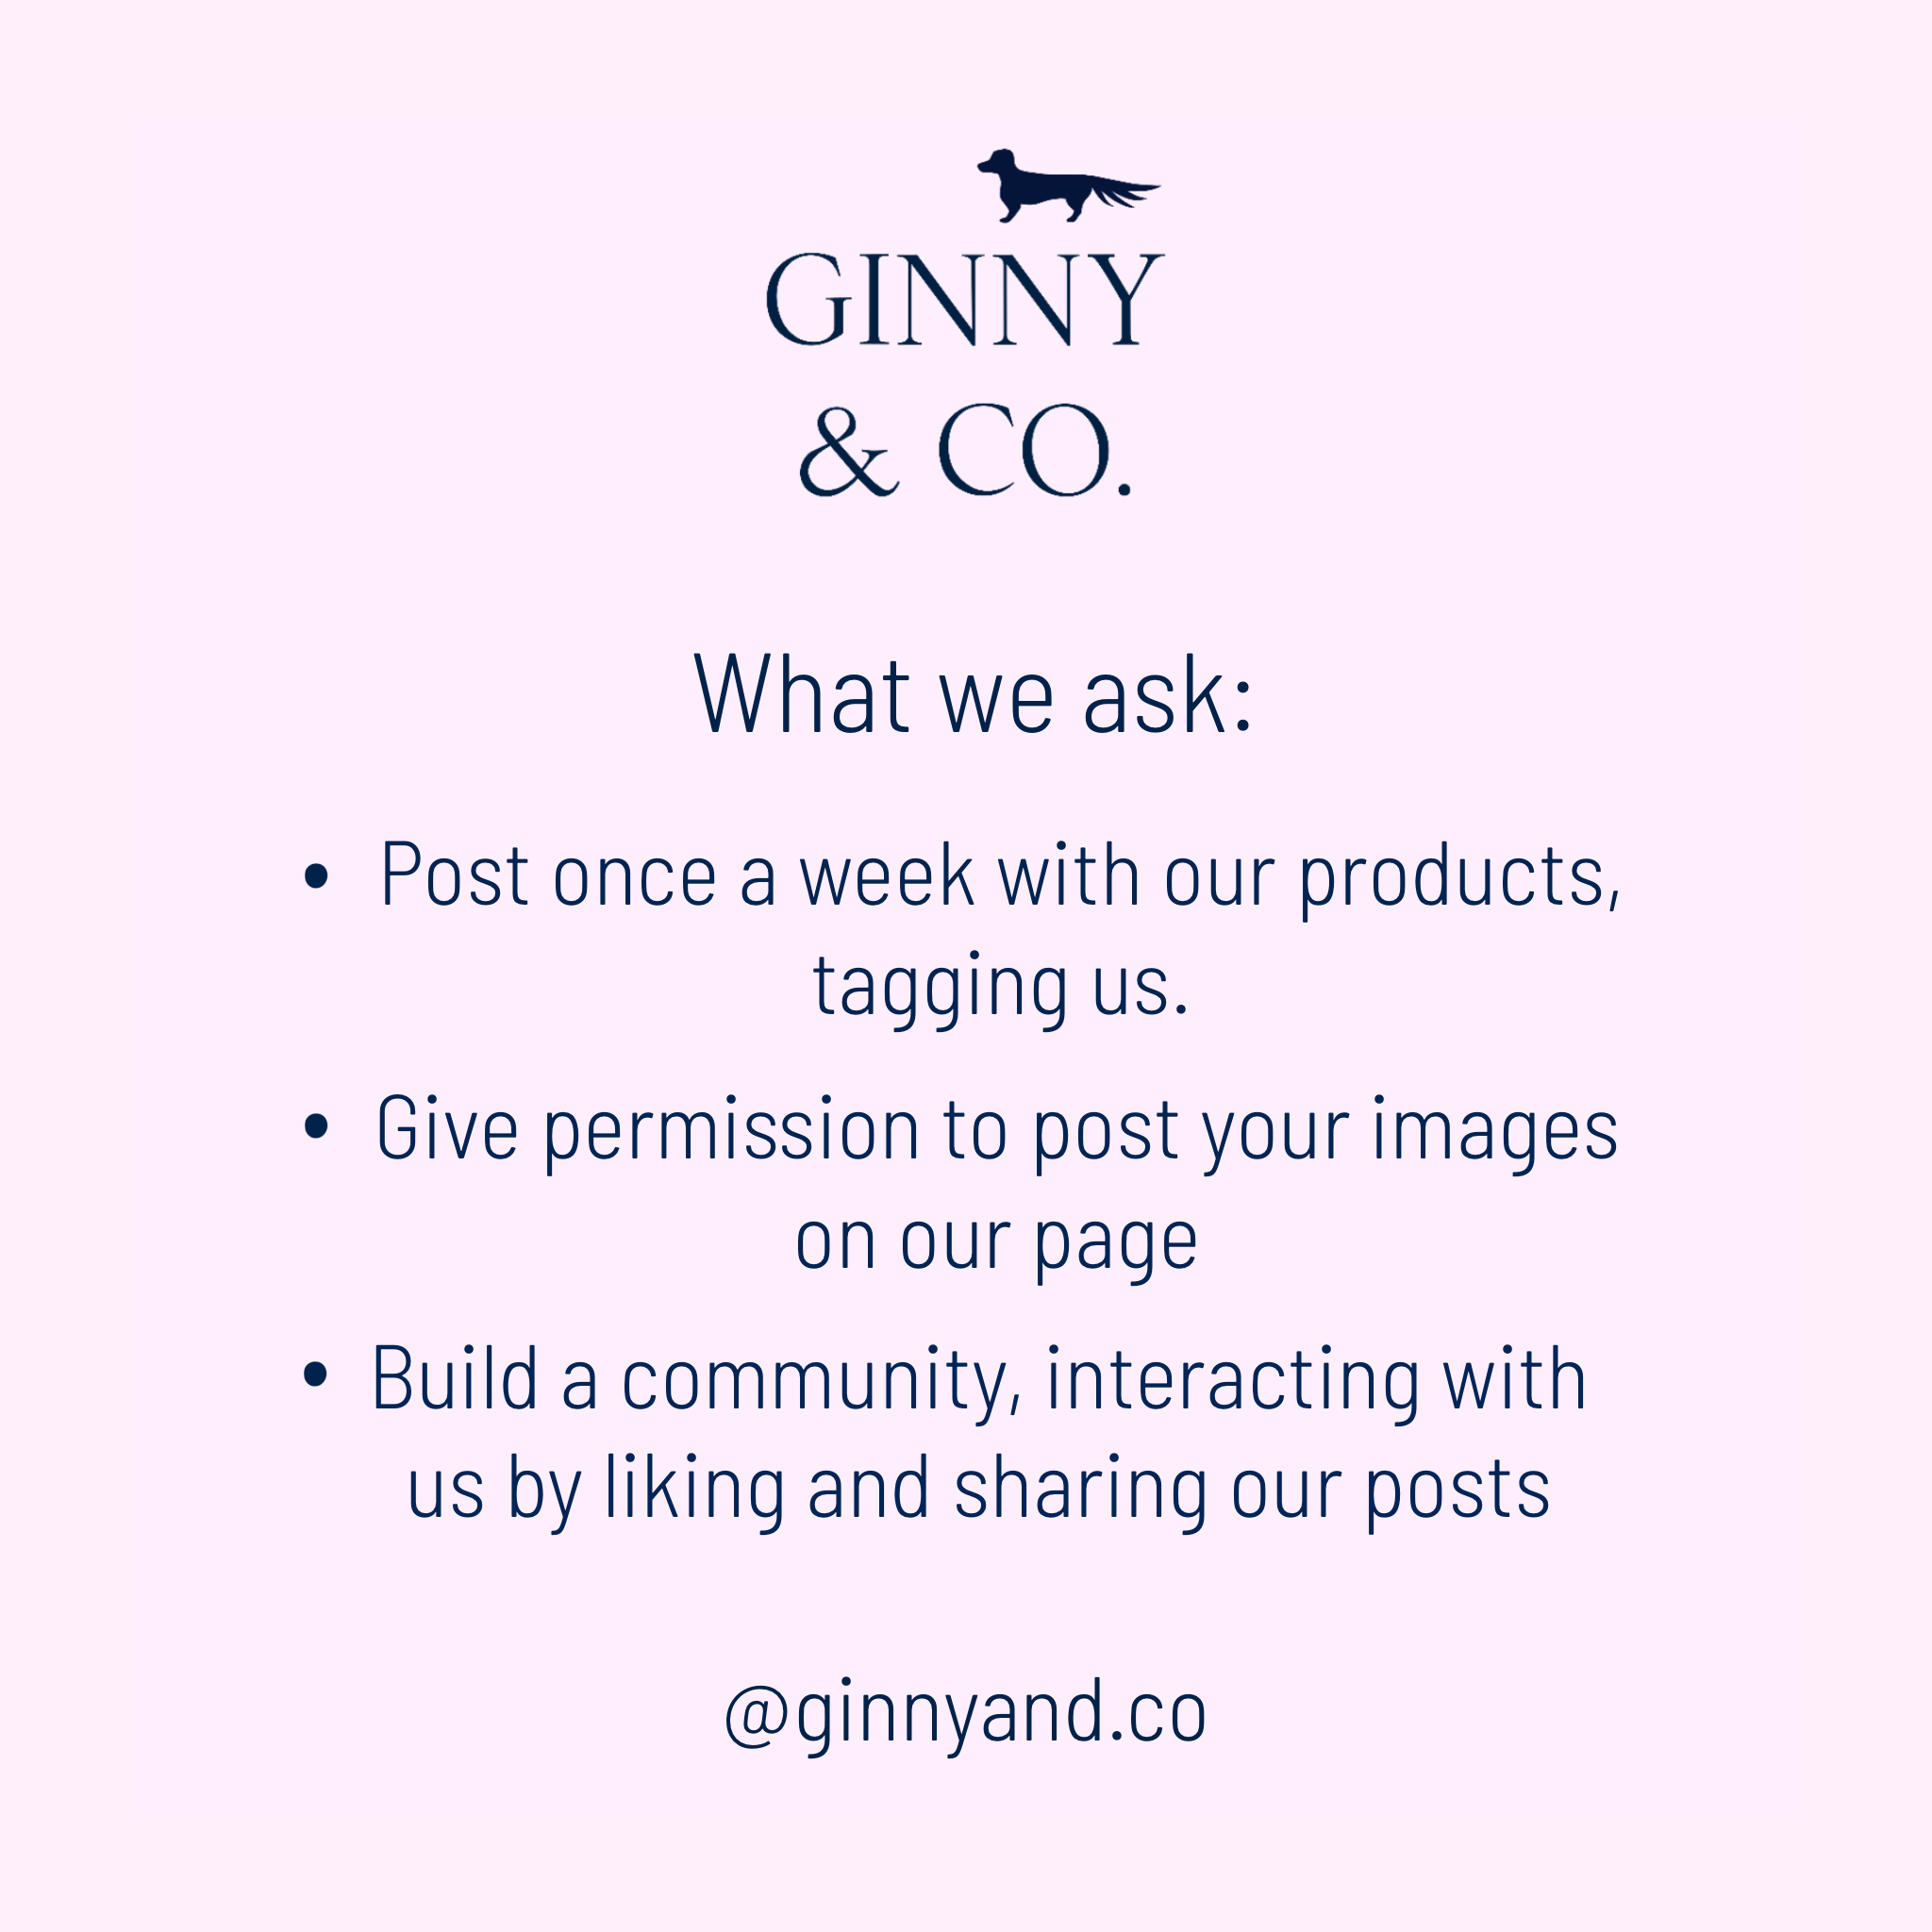 GINNY
& CO.
What we ask:
• Post once a week with our products,
tagging us.
• Give permission to post your images
on our page
• Build a community, interacting with
us by liking and sharing our posts
@ginnyand.co